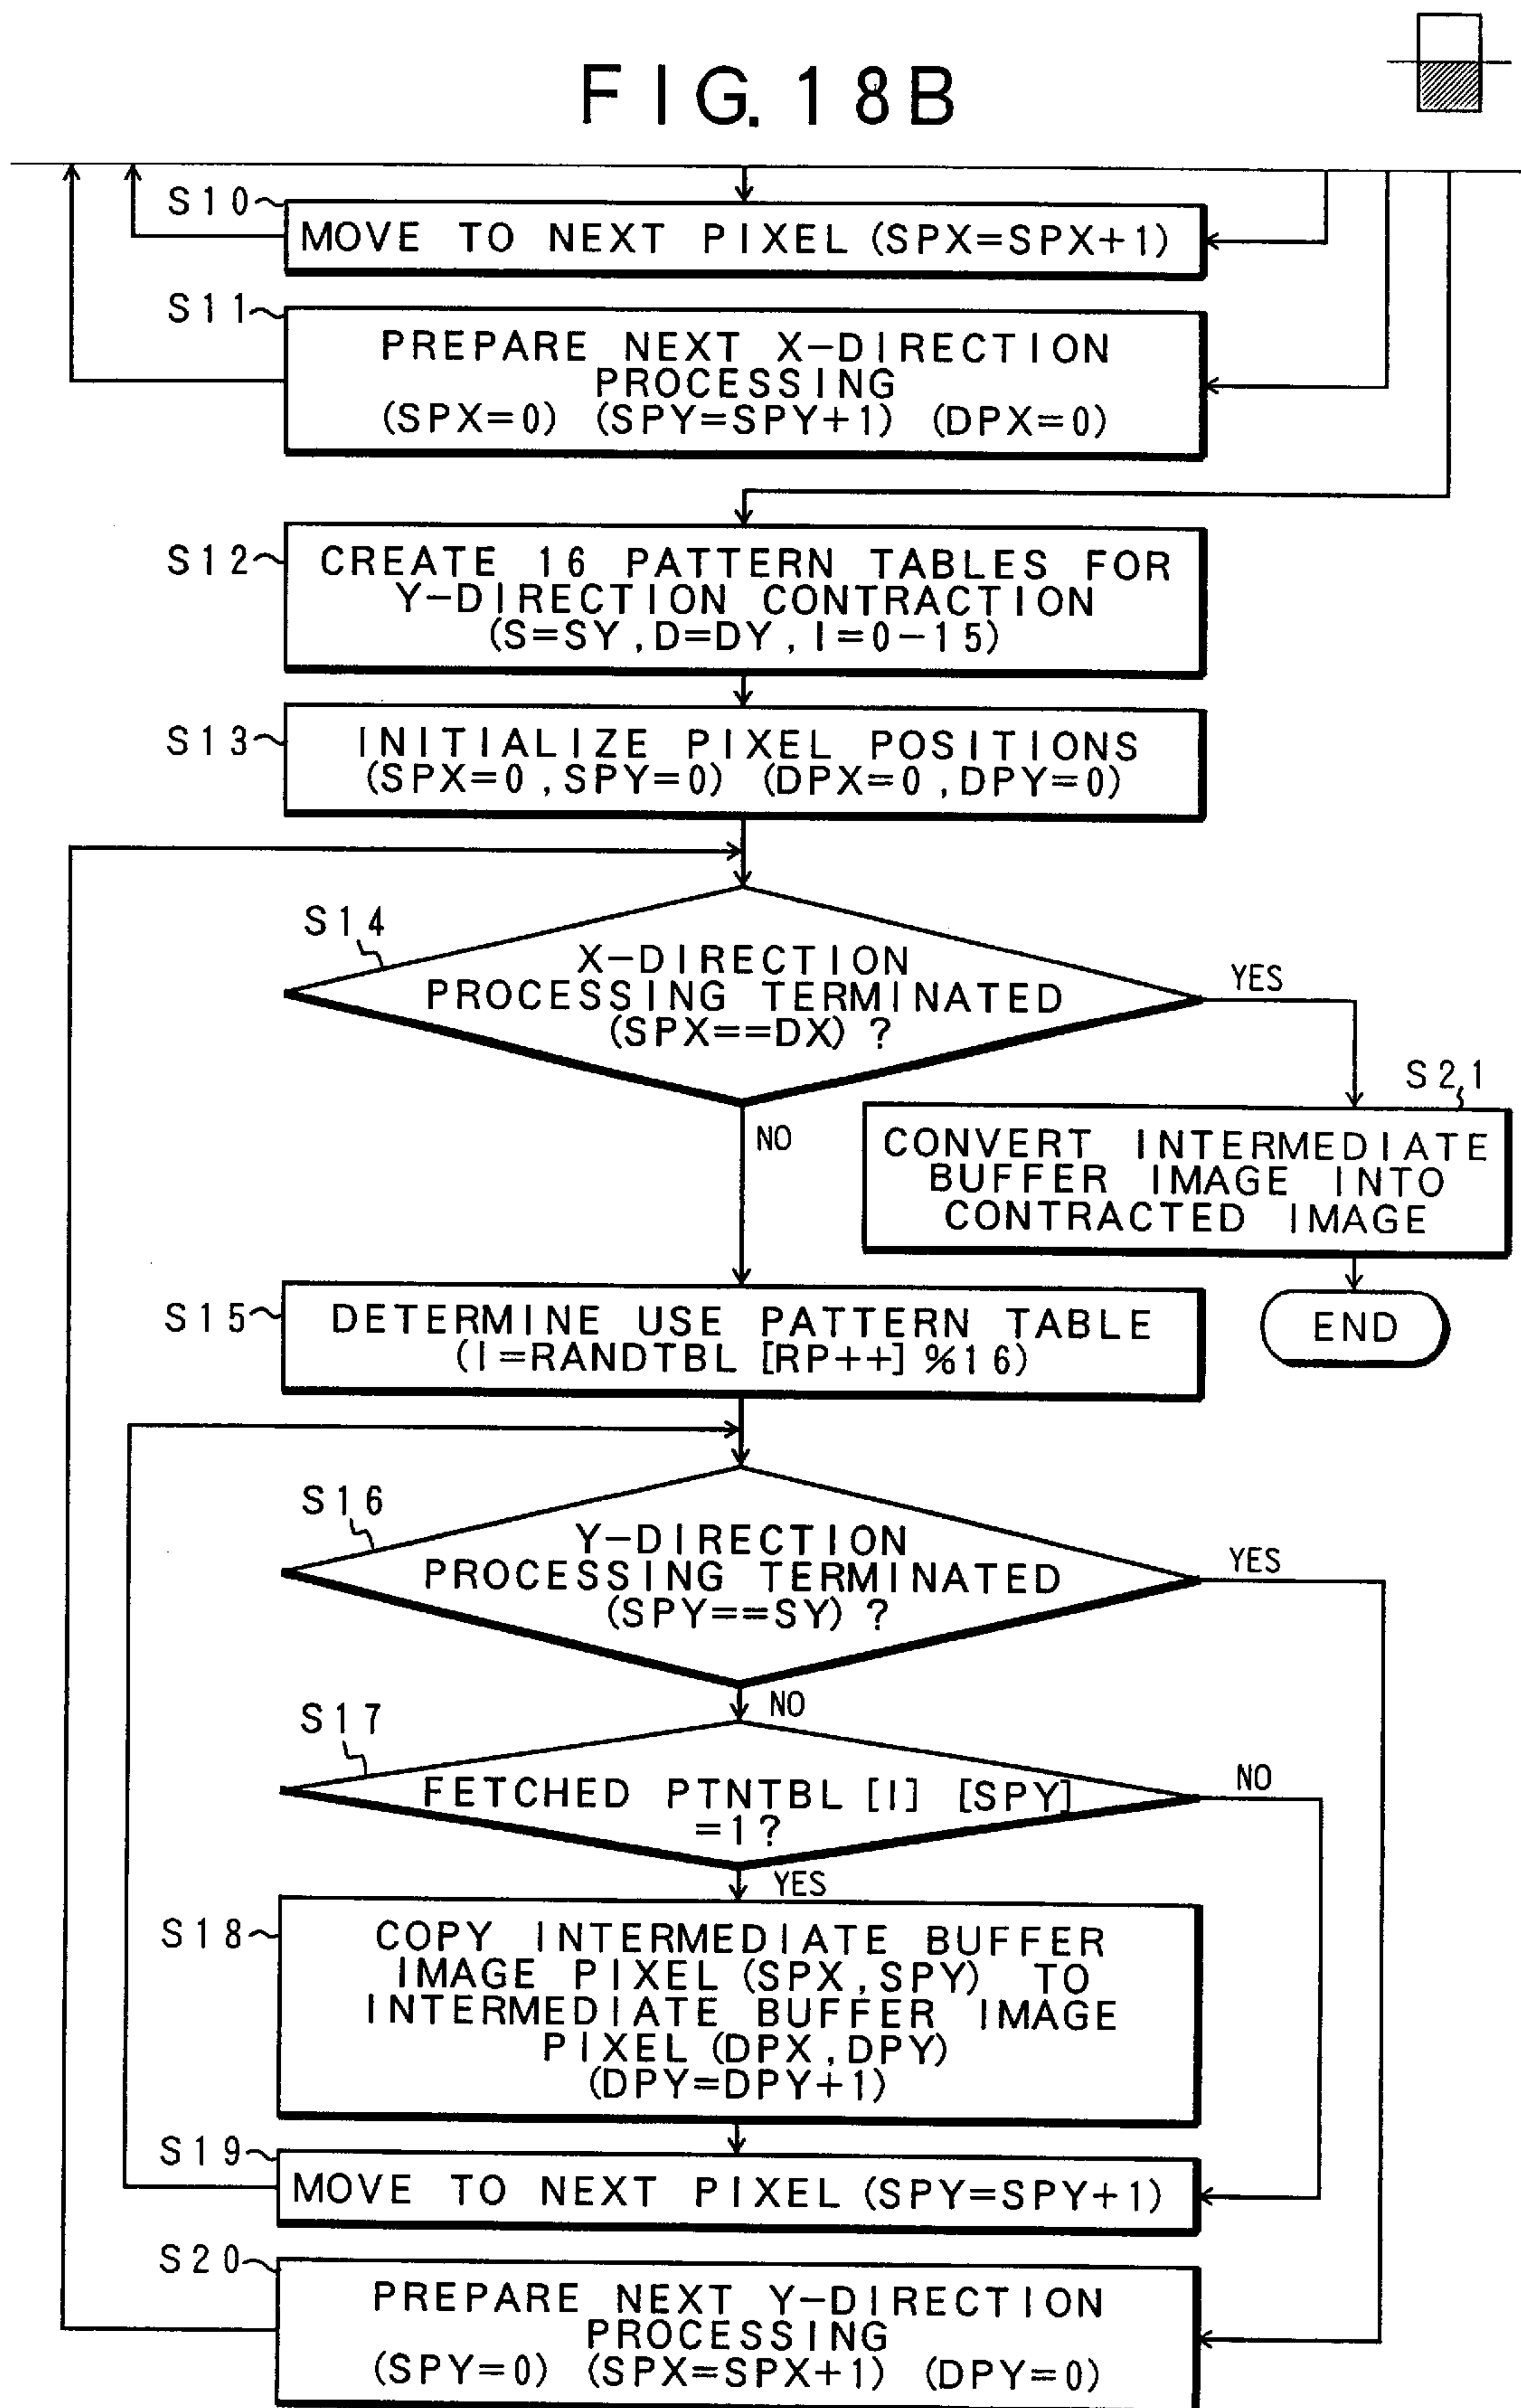 FIG. 18B
S10
MOVE TO NEXT PIXEL (SPX=SPX+1)
S11
PREPARE NEXT X-DIRECTION
PROCESSING
(SPX=0) (SPY=SPY+1) (DPX=0)
S12
CREATE 16 PATTERN TABLES FOR
Y-DIRECTION CONTRACTION
(S=SY, D=DY, I=0-15)
S13
INITIALIZE PIXEL POSITIONS
(SPX=0, SPY=0) (DPX=0, DPY=0)
S14
X-DIRECTION
PROCESSING TERMINATED
(SPX==DX) ?
YES
NO
S21
CONVERT INTERMEDIATE
BUFFER IMAGE INTO
CONTRACTED IMAGE
END
S15
DETERMINE USE PATTERN TABLE
(I=RANDTBL [RP++] %16)
S16
Y-DIRECTION
PROCESSING TERMINATED
(SPY==SY) ?
YES
NO
S17
FETCHED PTNTBL [I] [SPY]
=1?
NO
YES
S18
COPY INTERMEDIATE BUFFER
IMAGE PIXEL (SPX, SPY) TO
INTERMEDIATE BUFFER IMAGE
PIXEL (DPX, DPY)
(DPY=DPY+1)
S19
MOVE TO NEXT PIXEL (SPY=SPY+1)
S20
PREPARE NEXT Y-DIRECTION
PROCESSING
(SPY=0) (SPX=SPX+1) (DPY=0)